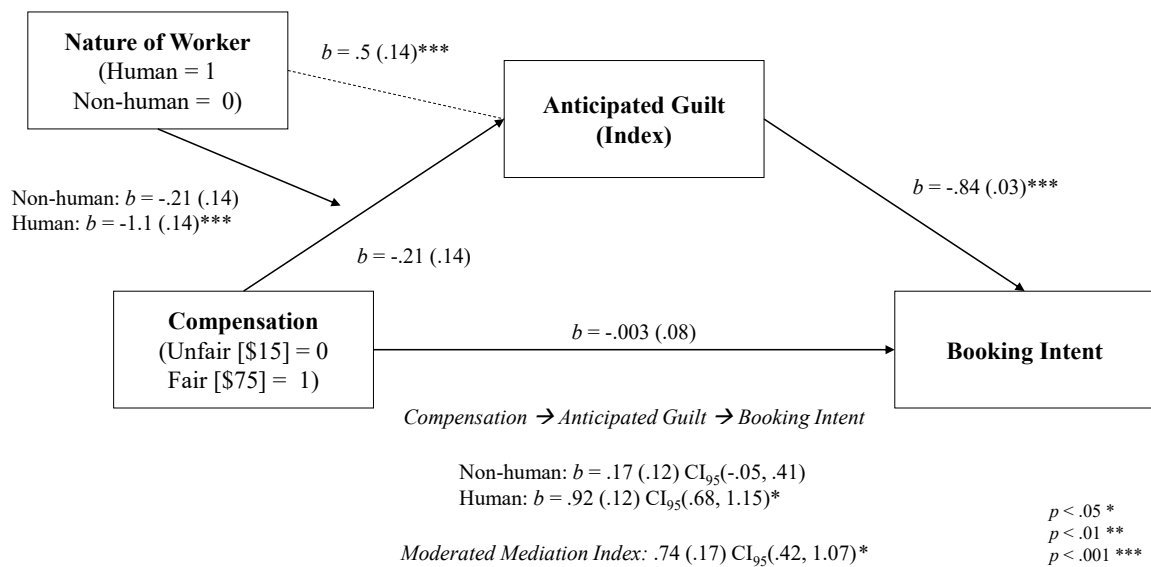 Nature of Worker
(Human = 1
Non-human = 0)
b = .5 (.14)***
Anticipated Guilt
(Index)
Non-human: b = -.21 (.14)
Human: b = -1.1 (.14)***
b = -.21 (.14)
b = -.84 (.03)***
Compensation
(Unfair [$15] = 0
Fair [$75] = 1)
b = -.003 (.08)
Booking Intent
Compensation → Anticipated Guilt → Booking Intent
Non-human: b = .17 (.12) CI₉₅(-.05, .41)
Human: b = .92 (.12) CI₉₅(.68, 1.15)*
Moderated Mediation Index: .74 (.17) CI₉₅(.42, 1.07)*
p < .05 *
p < .01 **
p < .001 ***